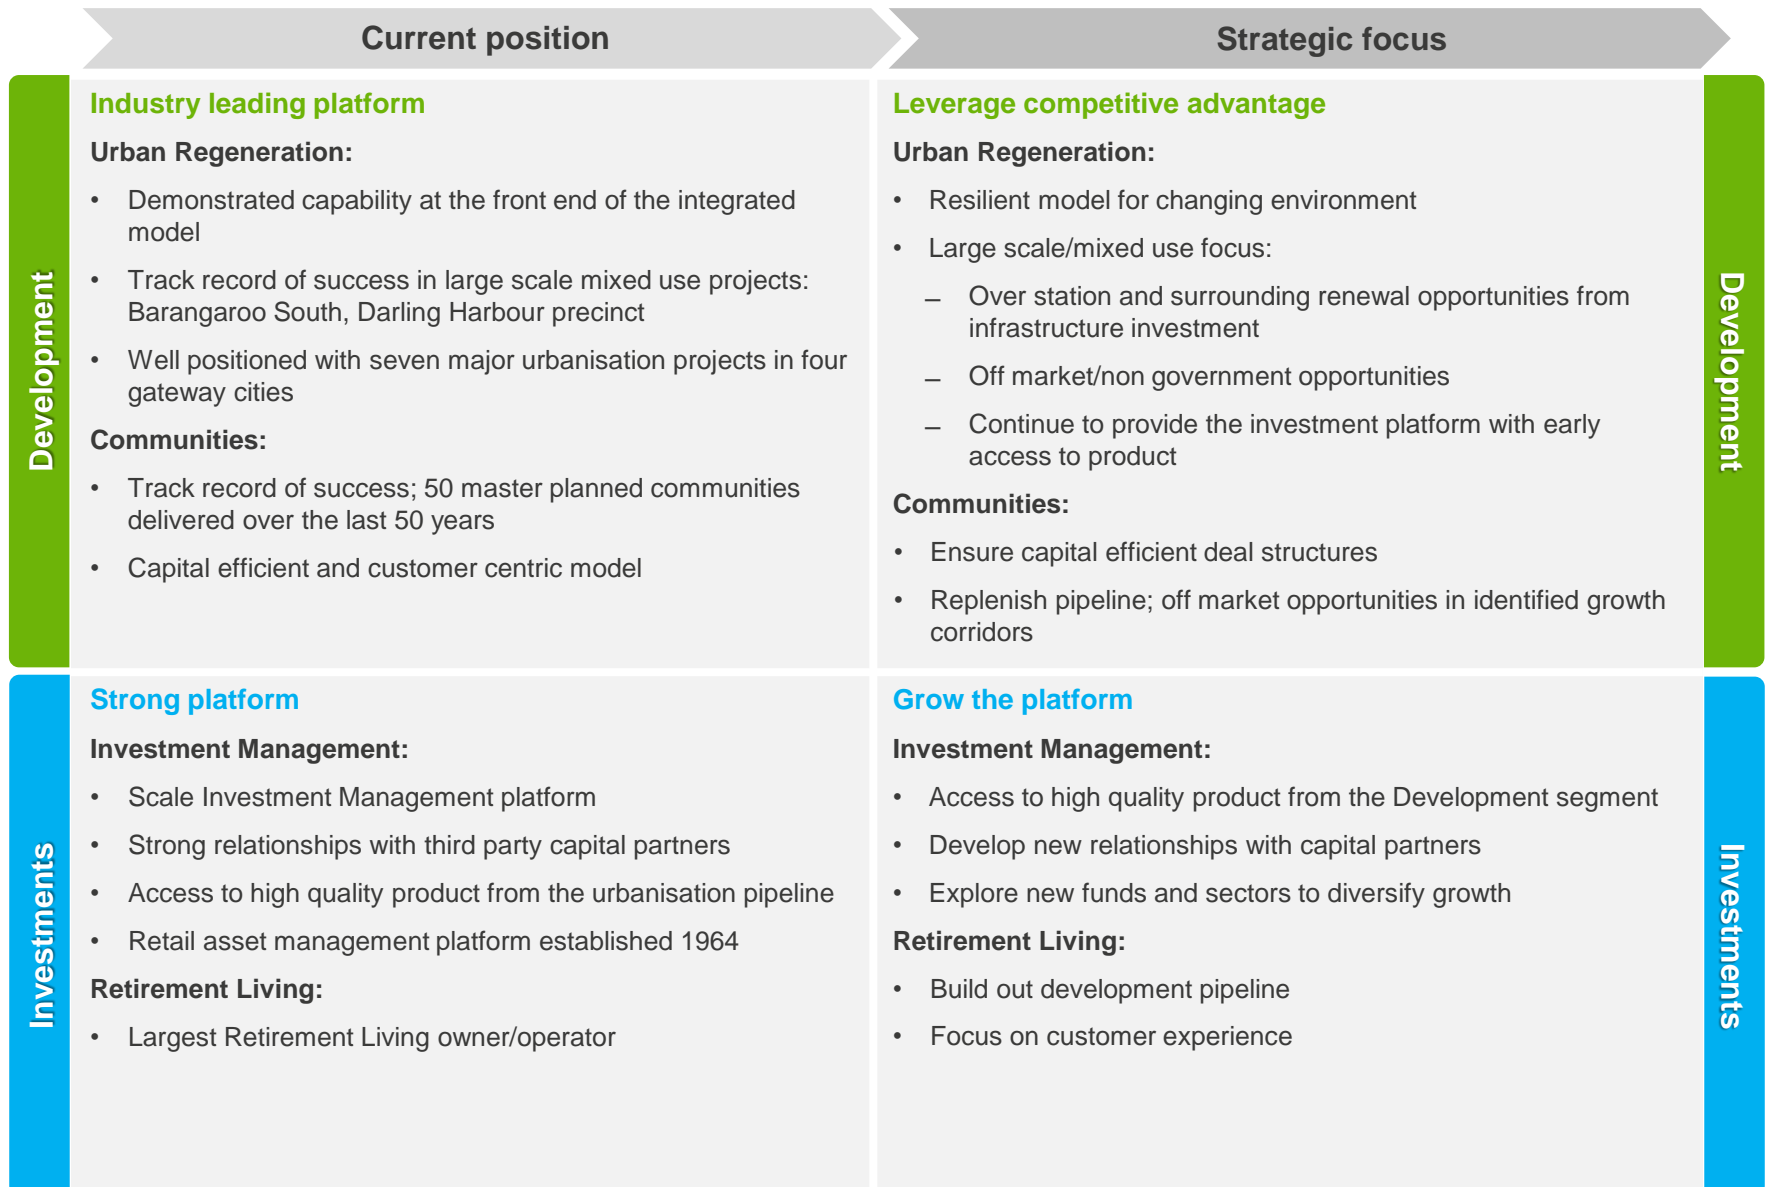 Current position
Strategic focus
Development
Industry leading platform
Urban Regeneration:
• Demonstrated capability at the front end of the integrated
model
• Track record of success in large scale mixed use projects:
Barangaroo South, Darling Harbour precinct
• Well positioned with seven major urbanisation projects in four
gateway cities
Communities:
• Track record of success; 50 master planned communities
delivered over the last 50 years
• Capital efficient and customer centric model
Leverage competitive advantage
Urban Regeneration:
• Resilient model for changing environment
• Large scale/mixed use focus:
– Over station and surrounding renewal opportunities from
infrastructure investment
– Off market/non government opportunities
– Continue to provide the investment platform with early
access to product
Communities:
• Ensure capital efficient deal structures
• Replenish pipeline; off market opportunities in identified growth
corridors
Development
Investments
Strong platform
Investment Management:
• Scale Investment Management platform
• Strong relationships with third party capital partners
• Access to high quality product from the urbanisation pipeline
• Retail asset management platform established 1964
Retirement Living:
• Largest Retirement Living owner/operator
Grow the platform
Investment Management:
• Access to high quality product from the Development segment
• Develop new relationships with capital partners
• Explore new funds and sectors to diversify growth
Retirement Living:
• Build out development pipeline
• Focus on customer experience
Investments